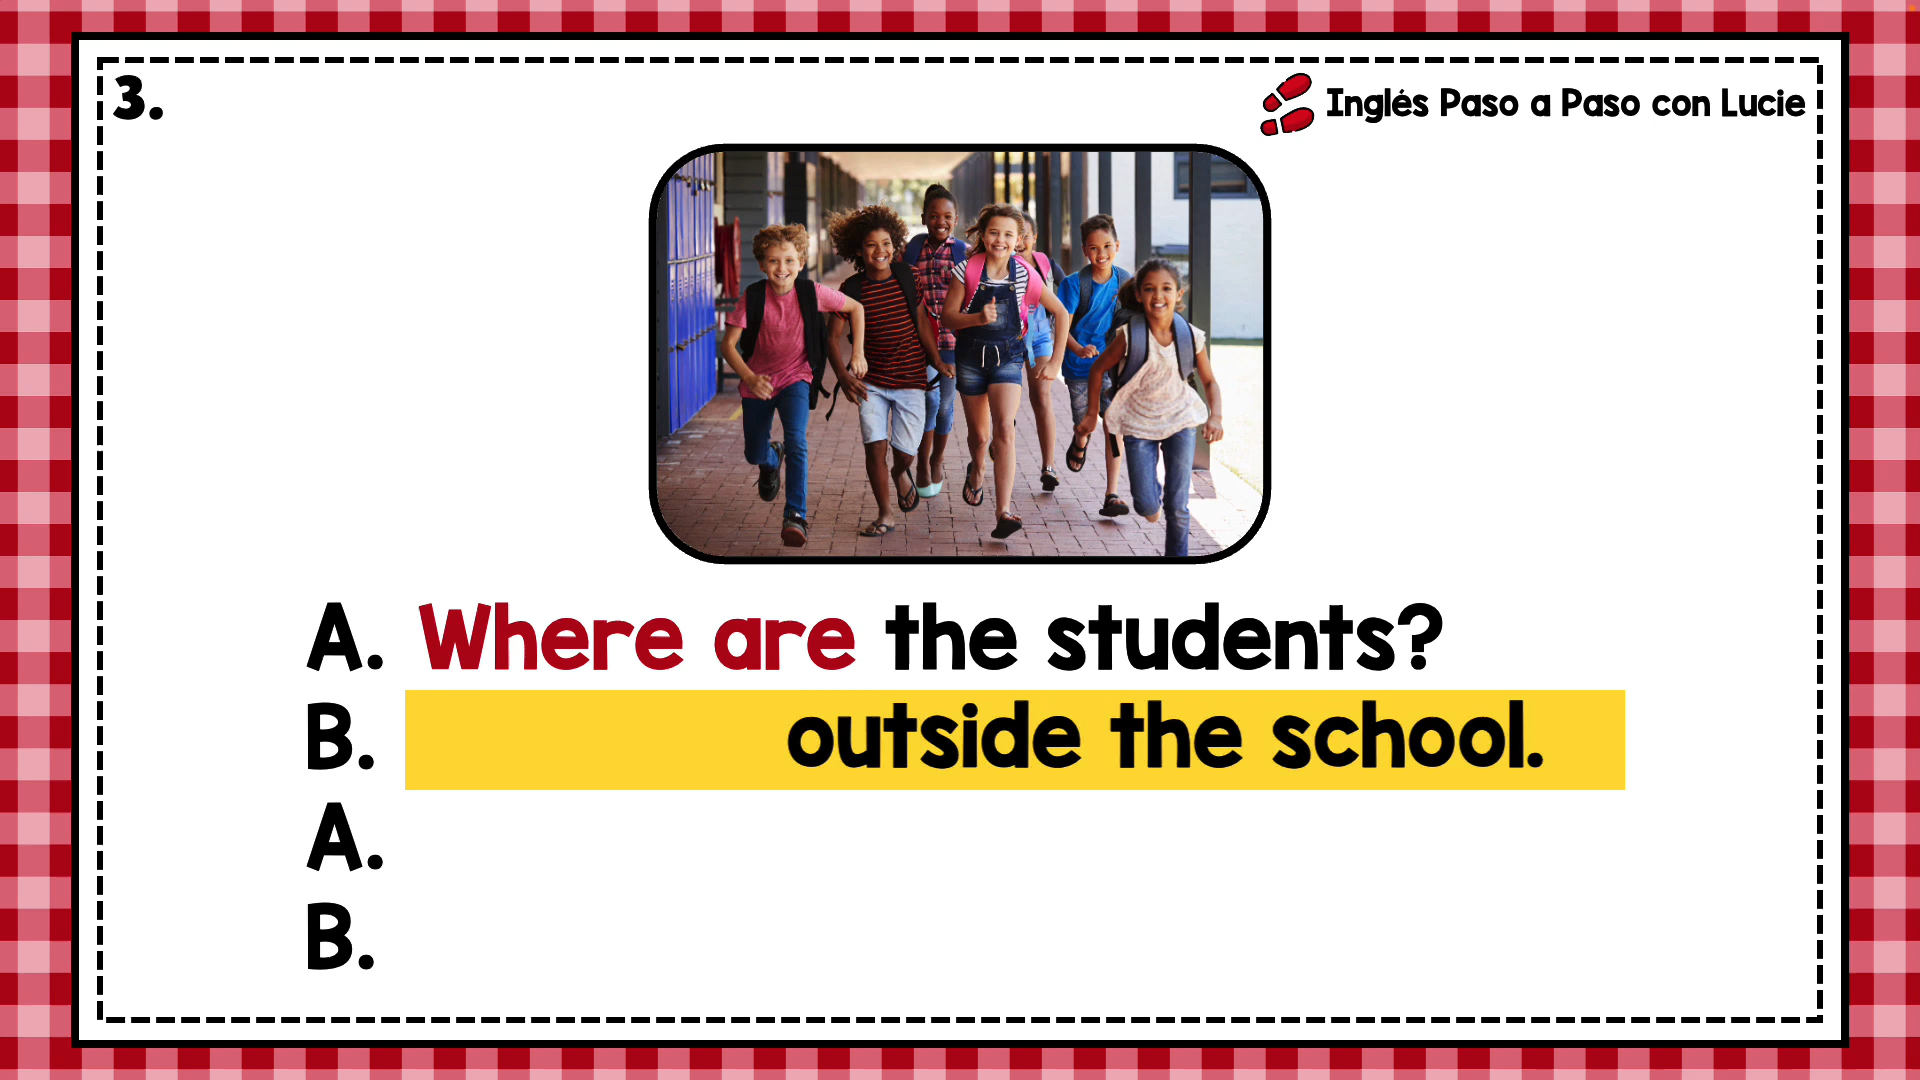 3.
Inglés Paso a Paso con Lucie
A. Where are the students?
B. outside the school.
A.
B.